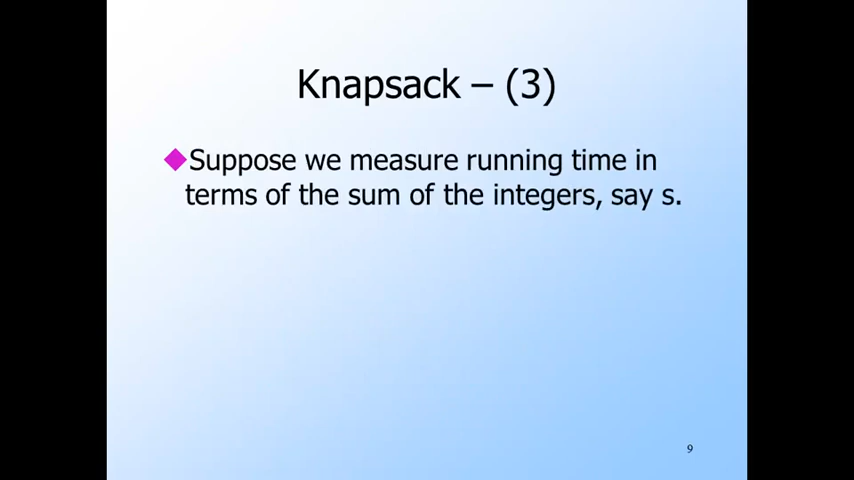 Knapsack – (3)
Suppose we measure running time in
terms of the sum of the integers, say s.
9